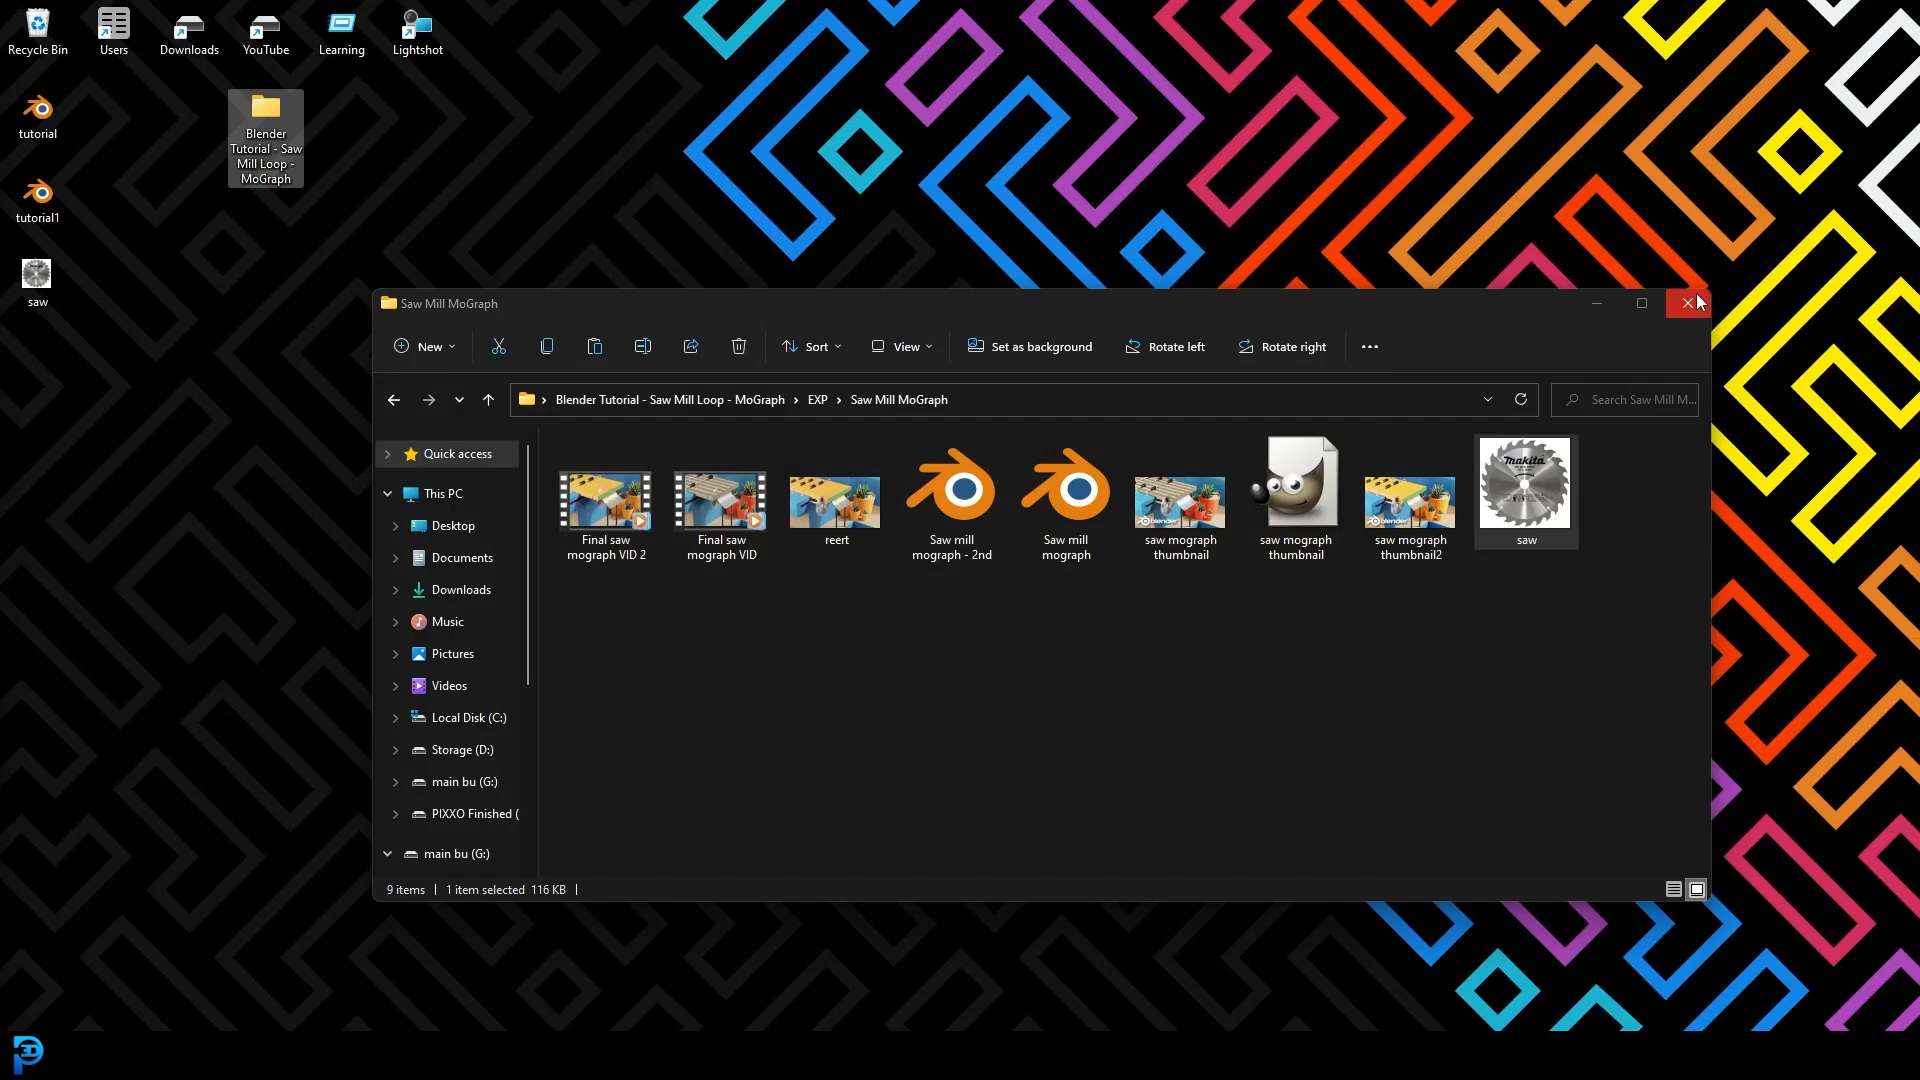 Recycle Bin
Users
Downloads
YouTube
Learning
Lightshot
tutorial
Blender
Tutorial - Saw
Mill Loop -
MoGraph
tutorial1
saw
Saw Mill MoGraph
New
Sort
View
Set as background
Rotate left
Rotate right
Blender Tutorial - Saw Mill Loop - MoGraph > EXP > Saw Mill MoGraph
Search Saw Mill M...
Quick access
This PC
Desktop
Documents
Downloads
Music
Pictures
Videos
Local Disk (C:)
Storage (D:)
main bu (G:)
PIXXO Finished (
main bu (G:)
Final saw
mograph VID 2
Final saw
mograph VID
reert
Saw mill
mograph - 2nd
Saw mill
mograph
blender
saw mograph
thumbnail
saw mograph
thumbnail
blender
saw mograph
thumbnail2
makita
saw
9 items | 1 item selected 116 KB |
3D
P